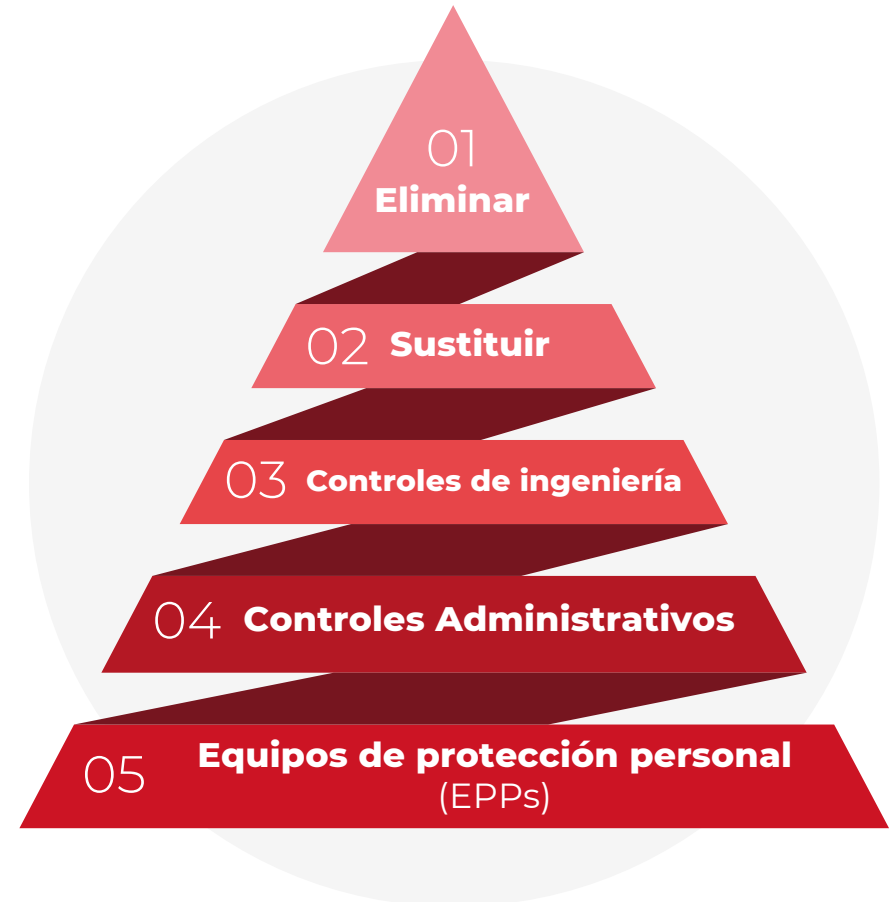 01
Eliminar
02 Sustituir
03 Controles de ingeniería
04 Controles Administrativos
05 Equipos de protección personal
(EPPs)